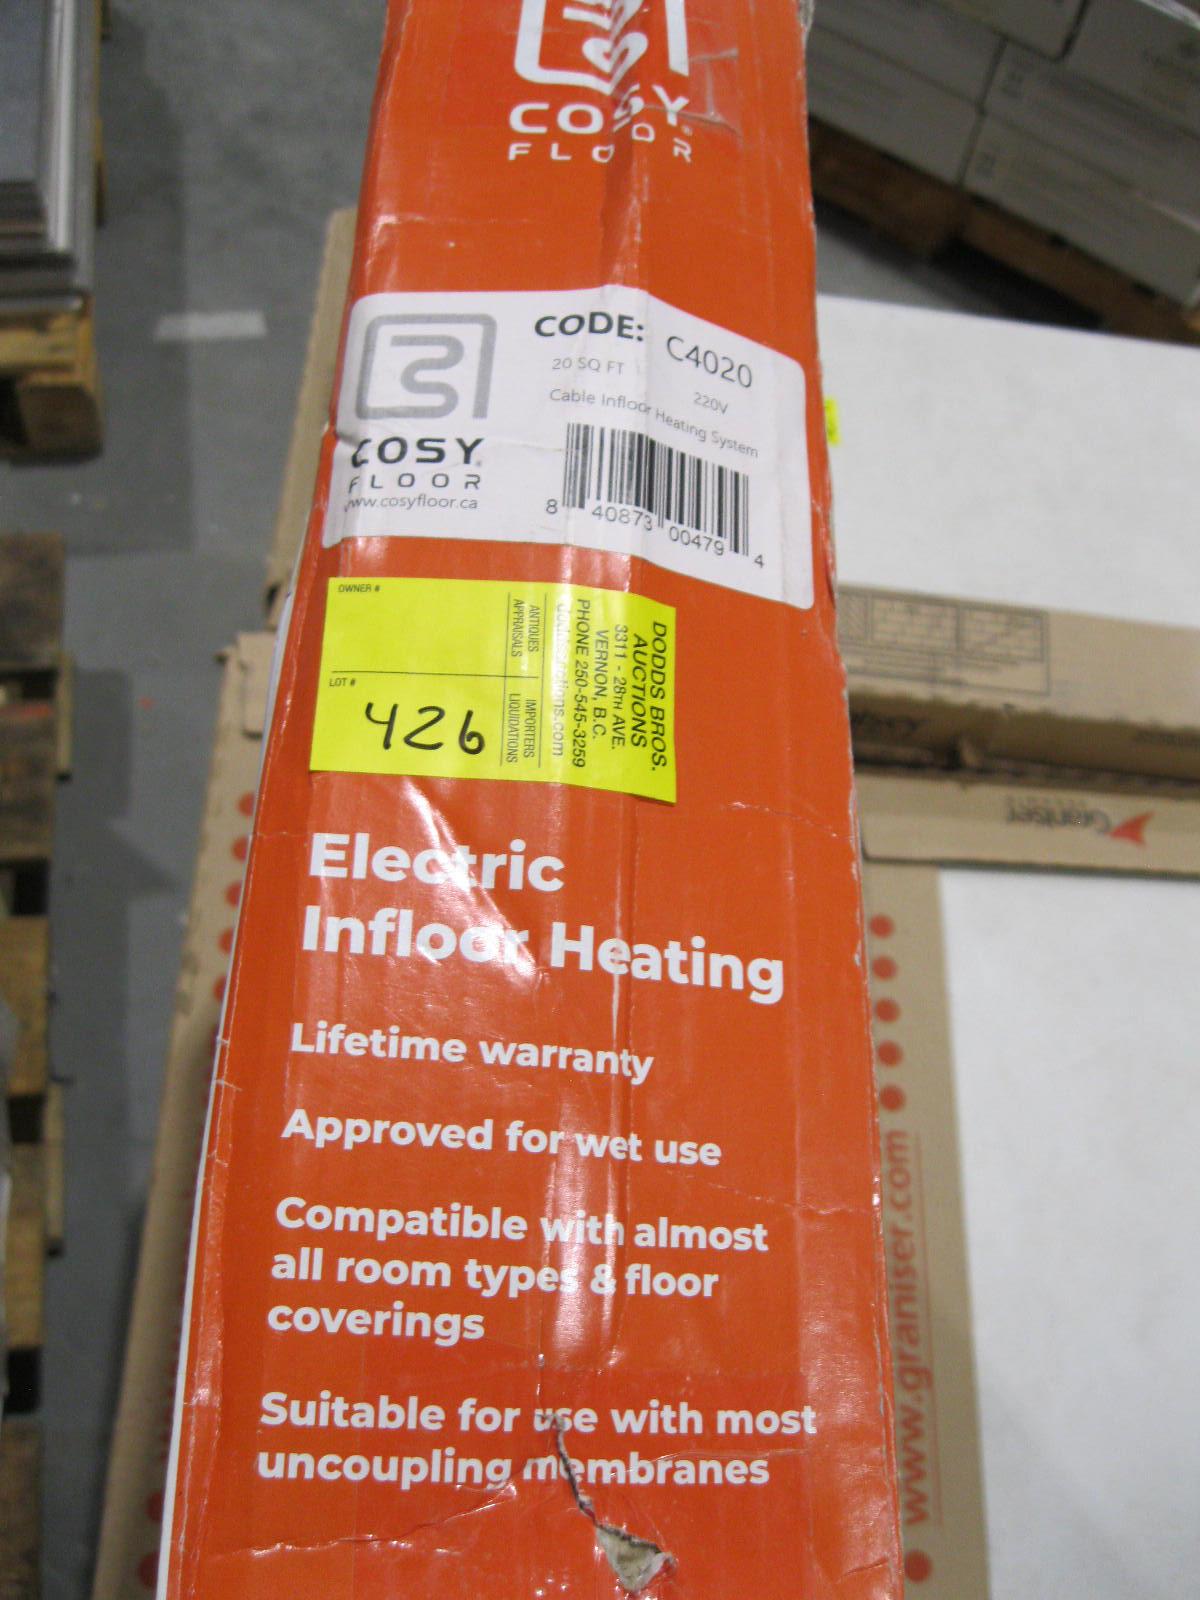 COSY
FLOOR
CODE: C4020
20 SQ FT 220V
Cable Infloor Heating System
COSY
FLOOR
www.cosyfloor.ca
8 40873 00479 4
OWNER #
LOT #
426
ANTIQUES
APPRAISALS
IMPORTERS
LIQUIDATIONS
DODDS BROS.
AUCTIONS
3311 - 28TH AVE.
VERNON, B.C.
PHONE 250-545-3259
Electric
Infloor Heating
Lifetime warranty
Approved for wet use
Compatible with almost
all room types & floor
coverings
Suitable for use with most
uncoupling membranes
Graniser
www.graniser.com